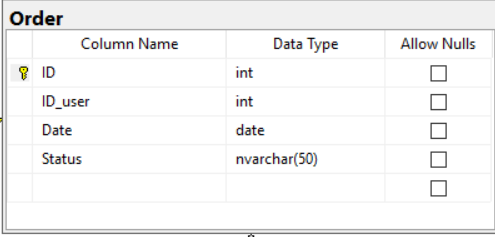 Order
Column Name Data Type Allow Nulls
ID int
ID_user int
Date date
Status nvarchar(50)